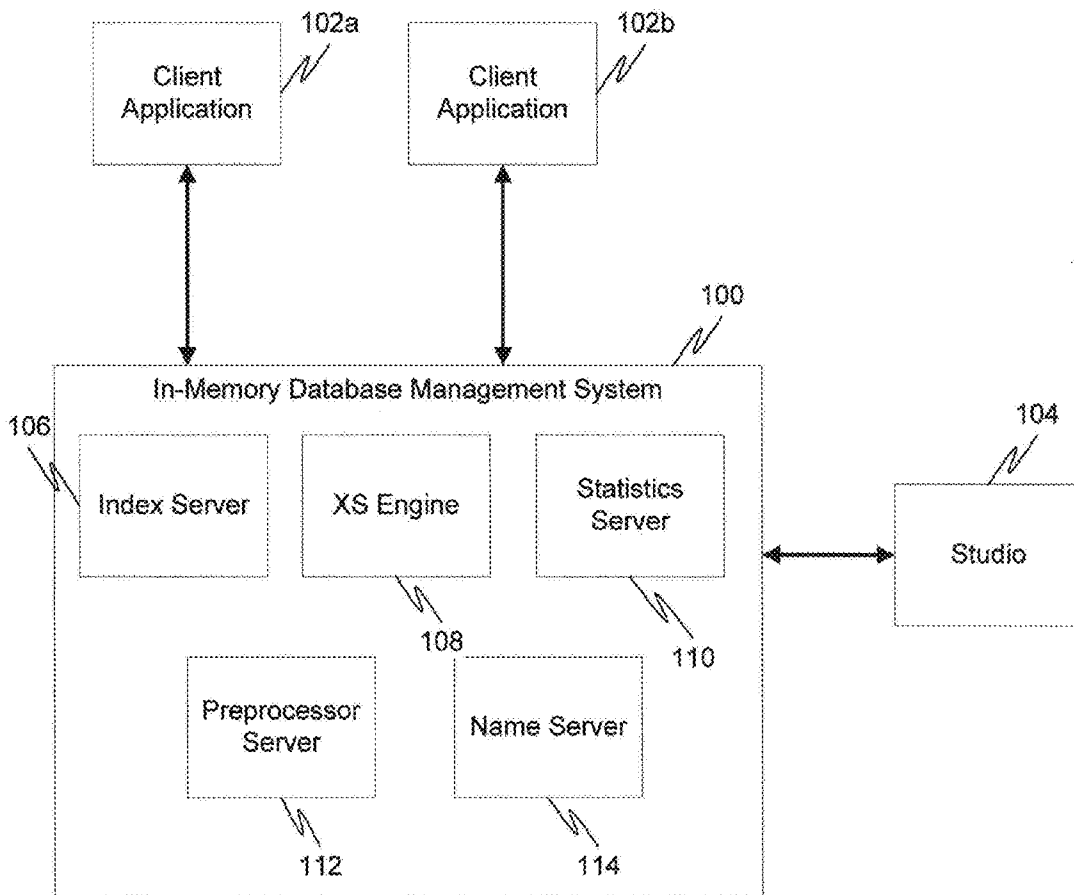 102a
102b
Client
Application
Client
Application
100
In-Memory Database Management System
106
104
Index Server
XS Engine
Statistics
Server
Studio
108
110
Preprocessor
Server
Name Server
112
114